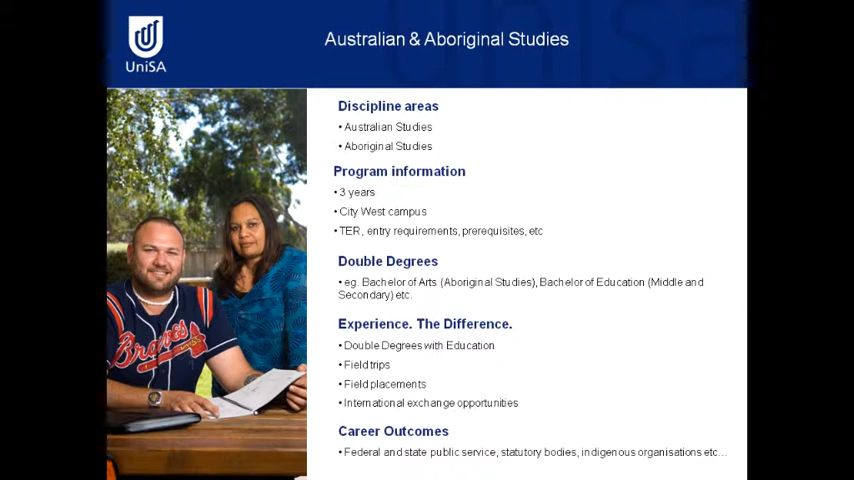 UniSA
Australian & Aboriginal Studies
Discipline areas
• Australian Studies
• Aboriginal Studies
Program information
• 3 years
• City West campus
• TER, entry requirements, prerequisites, etc
Double Degrees
• eg. Bachelor of Arts (Aboriginal Studies), Bachelor of Education (Middle and
Secondary) etc.
Experience. The Difference.
• Double Degrees with Education
• Field trips
• Field placements
• International exchange opportunities
Career Outcomes
• Federal and state public service, statutory bodies, indigenous organisations etc...
Braves